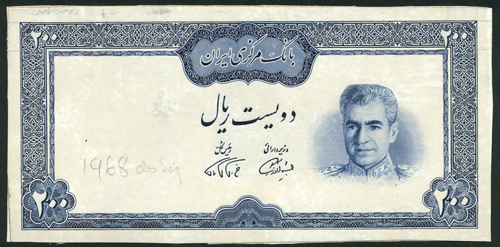 ۲۰۰
بانک مرکزی ایران
۲۰۰
دویست ریال
وزیر دارائی
رئیس کل
1968
۲۰۰
۲۰۰